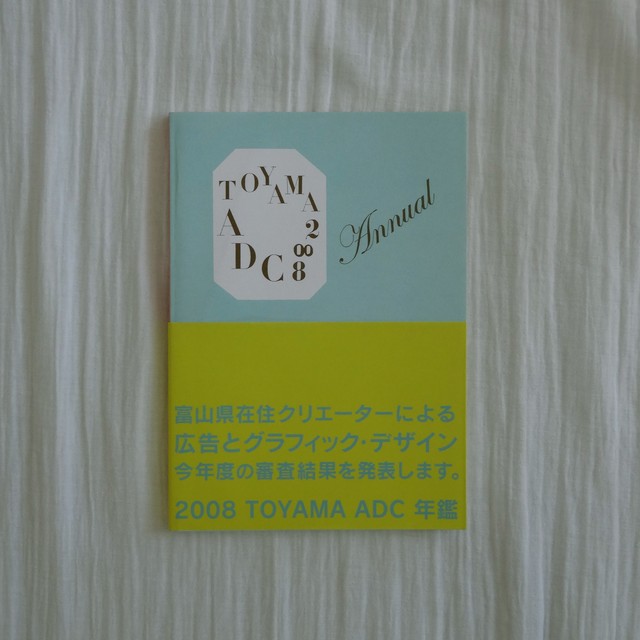 TOYAMA
ADC
2008
Annual
富山県在住クリエーターによる
広告とグラフィック・デザイン
今年度の審査結果を発表します。
2008 TOYAMA ADC 年鑑